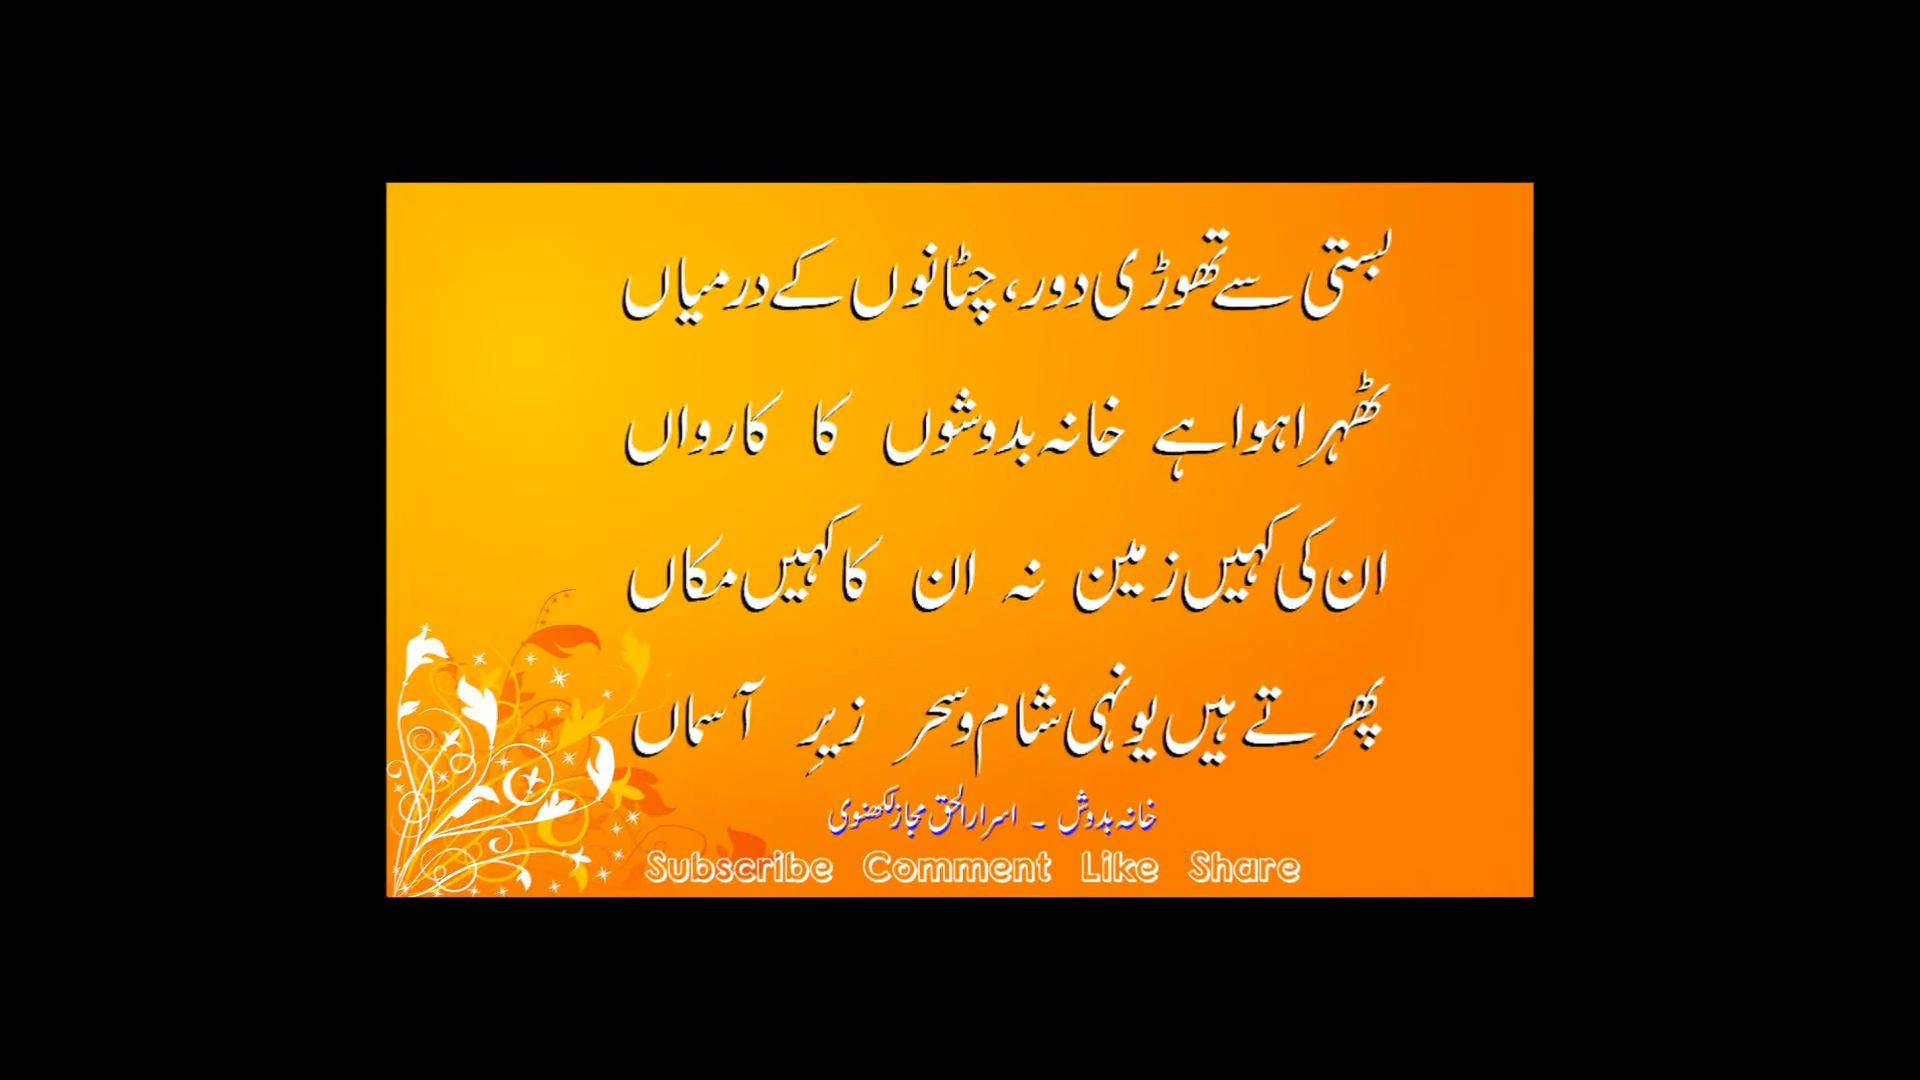 بستی سے تھوڑی دور، چٹانوں کے درمیاں
ٹھہرا ہوا ہے خانہ بدوشوں کا کارواں
ان کی کہیں زمین نہ ان کا کہیں مکاں
پھرتے ہیں یونہی شام و سحر زیرِ آسماں
خانہ بدوش ۔ اسرارالحق مجاز لکھنوی
Subscribe Comment Like Share